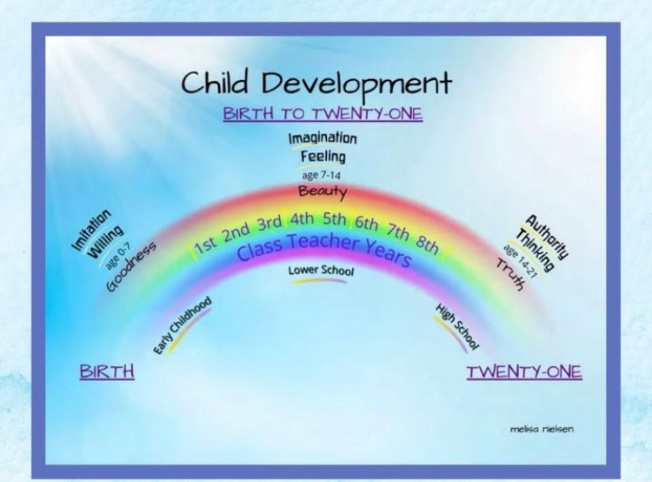 Child Development
BIRTH TO TWENTY-ONE
Imagination
Feeling
age 7-14
Beauty
Imitation
Willing
age 0-7
Goodness
1st 2nd 3rd 4th 5th 6th 7th 8th
Class Teacher Years
Authority
Thinking
age 14-21
Truth
Early Childhood
Lower School
High School
BIRTH
TWENTY-ONE
melisa nielsen